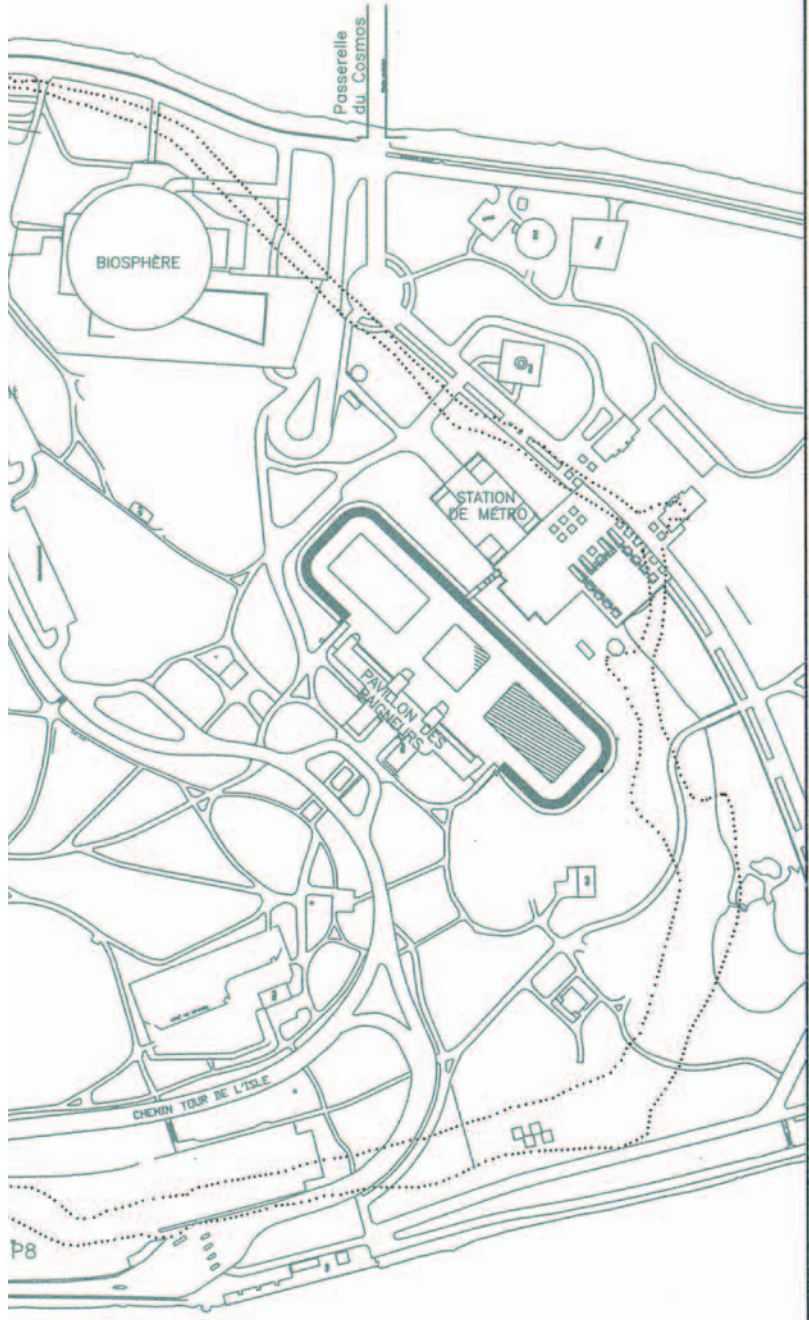 Passerelle
du Cosmos
BIOSPHÈRE
STATION
DE MÉTRO
PAVILLON DES
BAIGNEURS
CHEMIN TOUR DE L'ISLE
P8